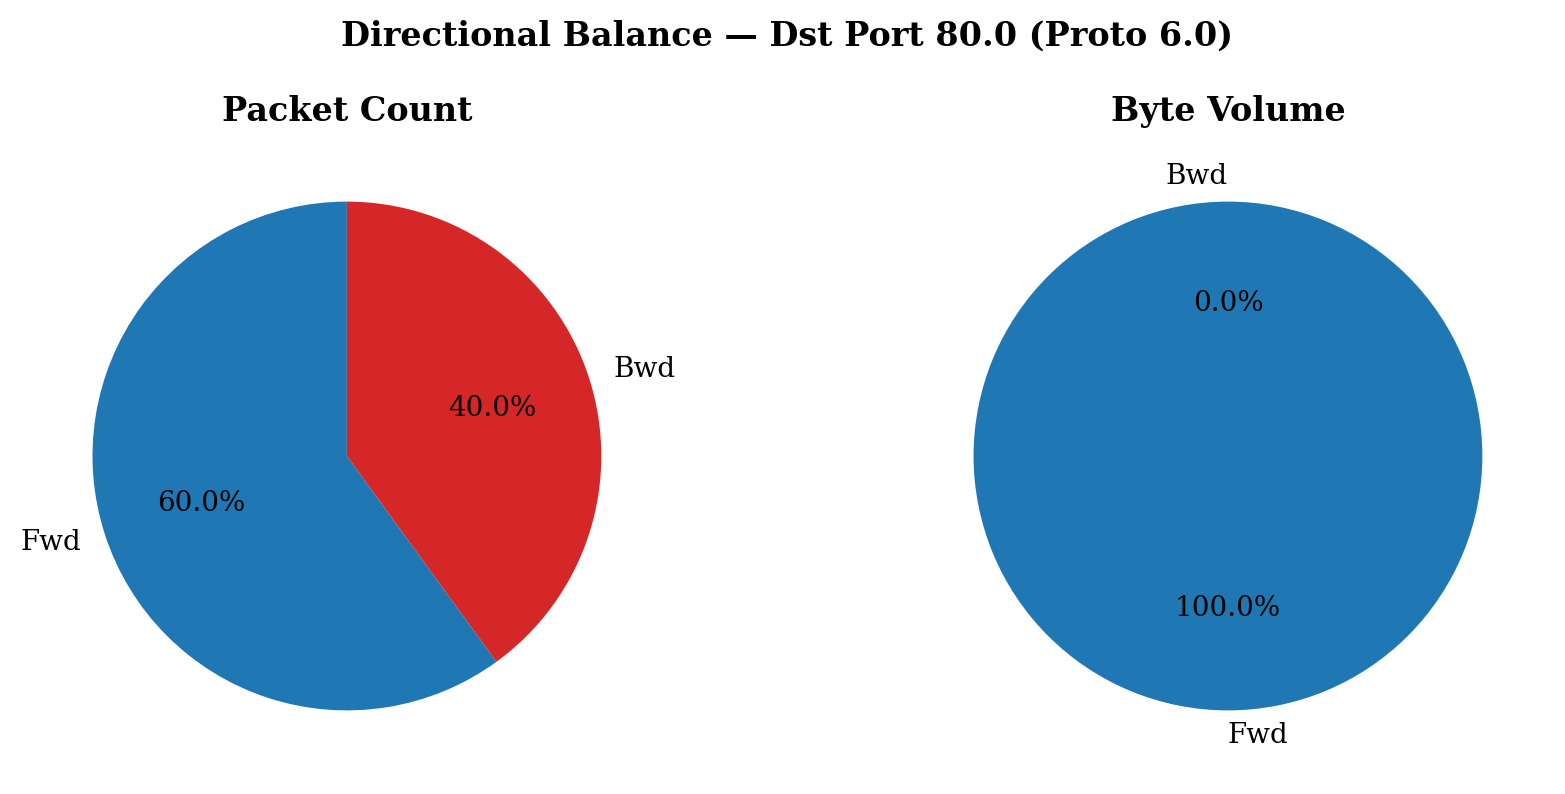 Directional Balance — Dst Port 80.0 (Proto 6.0)
Packet Count
Bwd
40.0%
60.0%
Fwd
Byte Volume
Bwd
0.0%
100.0%
Fwd